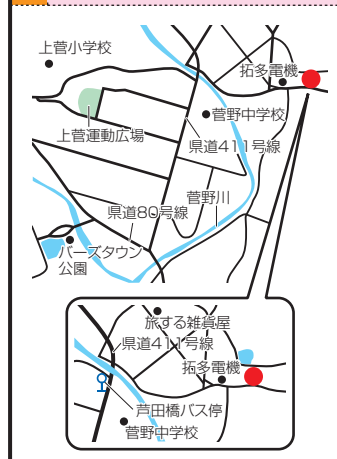 上菅小学校
拓多電機
菅野中学校
上菅運動広場
県道411号線
菅野川
県道80号線
バーズタウン
公園
旅する雑貨屋
県道411号線
拓多電機
芦田橋バス停
菅野中学校